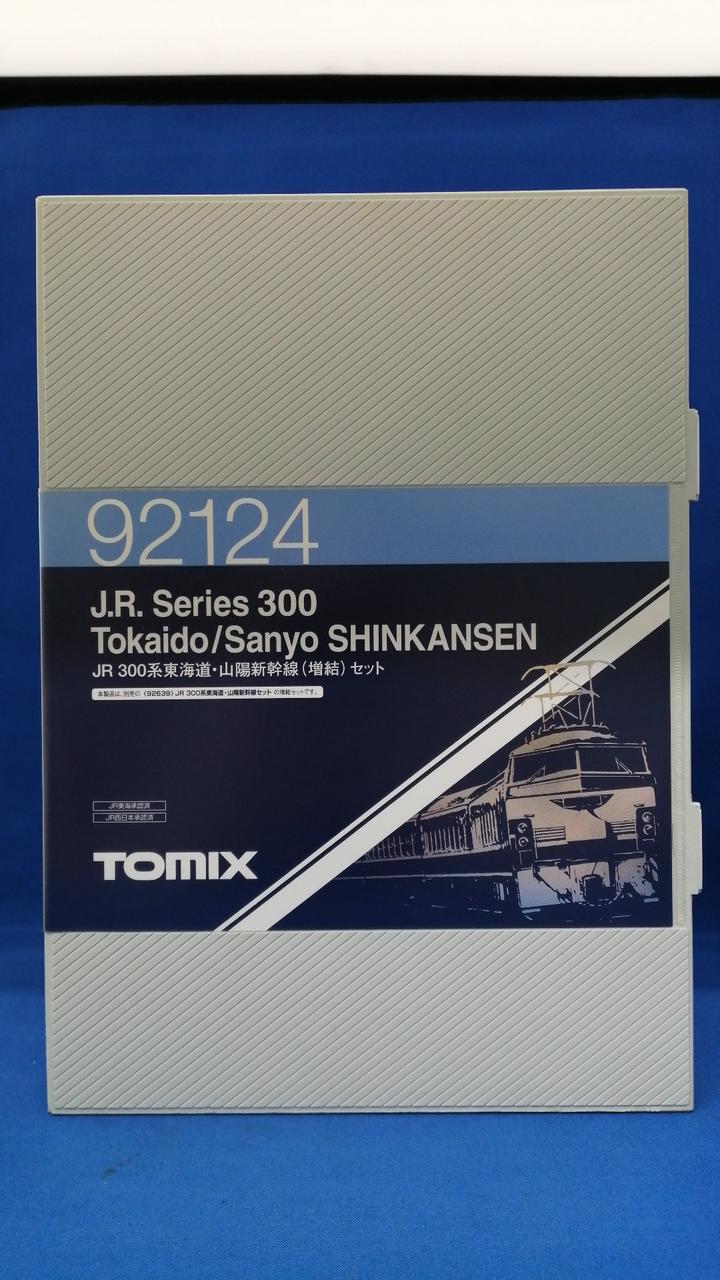 92124
J.R. Series 300
Tokaido/Sanyo SHINKANSEN
JR 300系東海道・山陽新幹線(増結)セット
本製品は、別売の〈92639〉JR 300系東海道・山陽新幹線セット の増結セットです。
JR東海承認済
JR西日本承認済
TOMIX